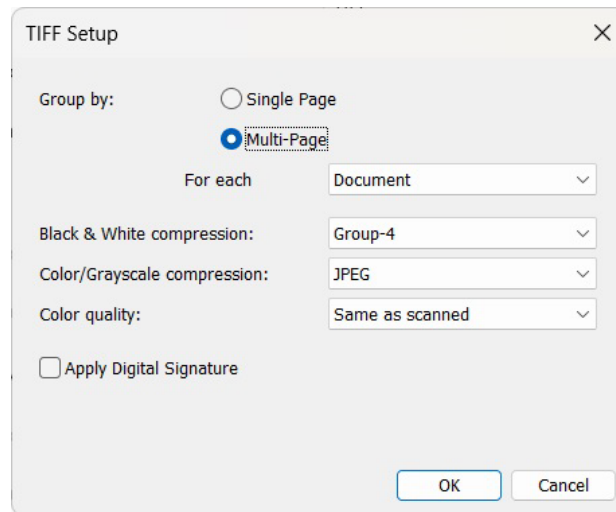 TIFF Setup
Group by: Single Page
Multi-Page
For each Document
Black & White compression: Group-4
Color/Grayscale compression: JPEG
Color quality: Same as scanned
Apply Digital Signature
OK Cancel